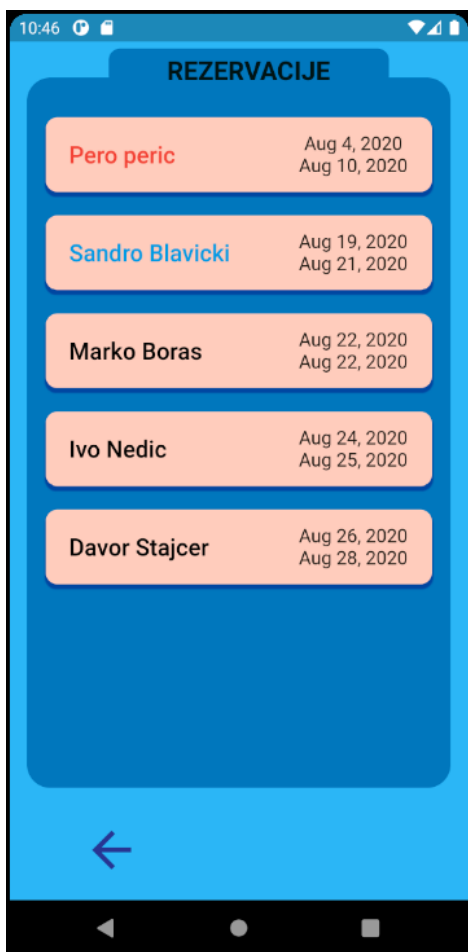 10:46
REZERVACIJE
Pero peric
Aug 4, 2020
Aug 10, 2020
Sandro Blavicki
Aug 19, 2020
Aug 21, 2020
Marko Boras
Aug 22, 2020
Aug 22, 2020
Ivo Nedic
Aug 24, 2020
Aug 25, 2020
Davor Stajcer
Aug 26, 2020
Aug 28, 2020